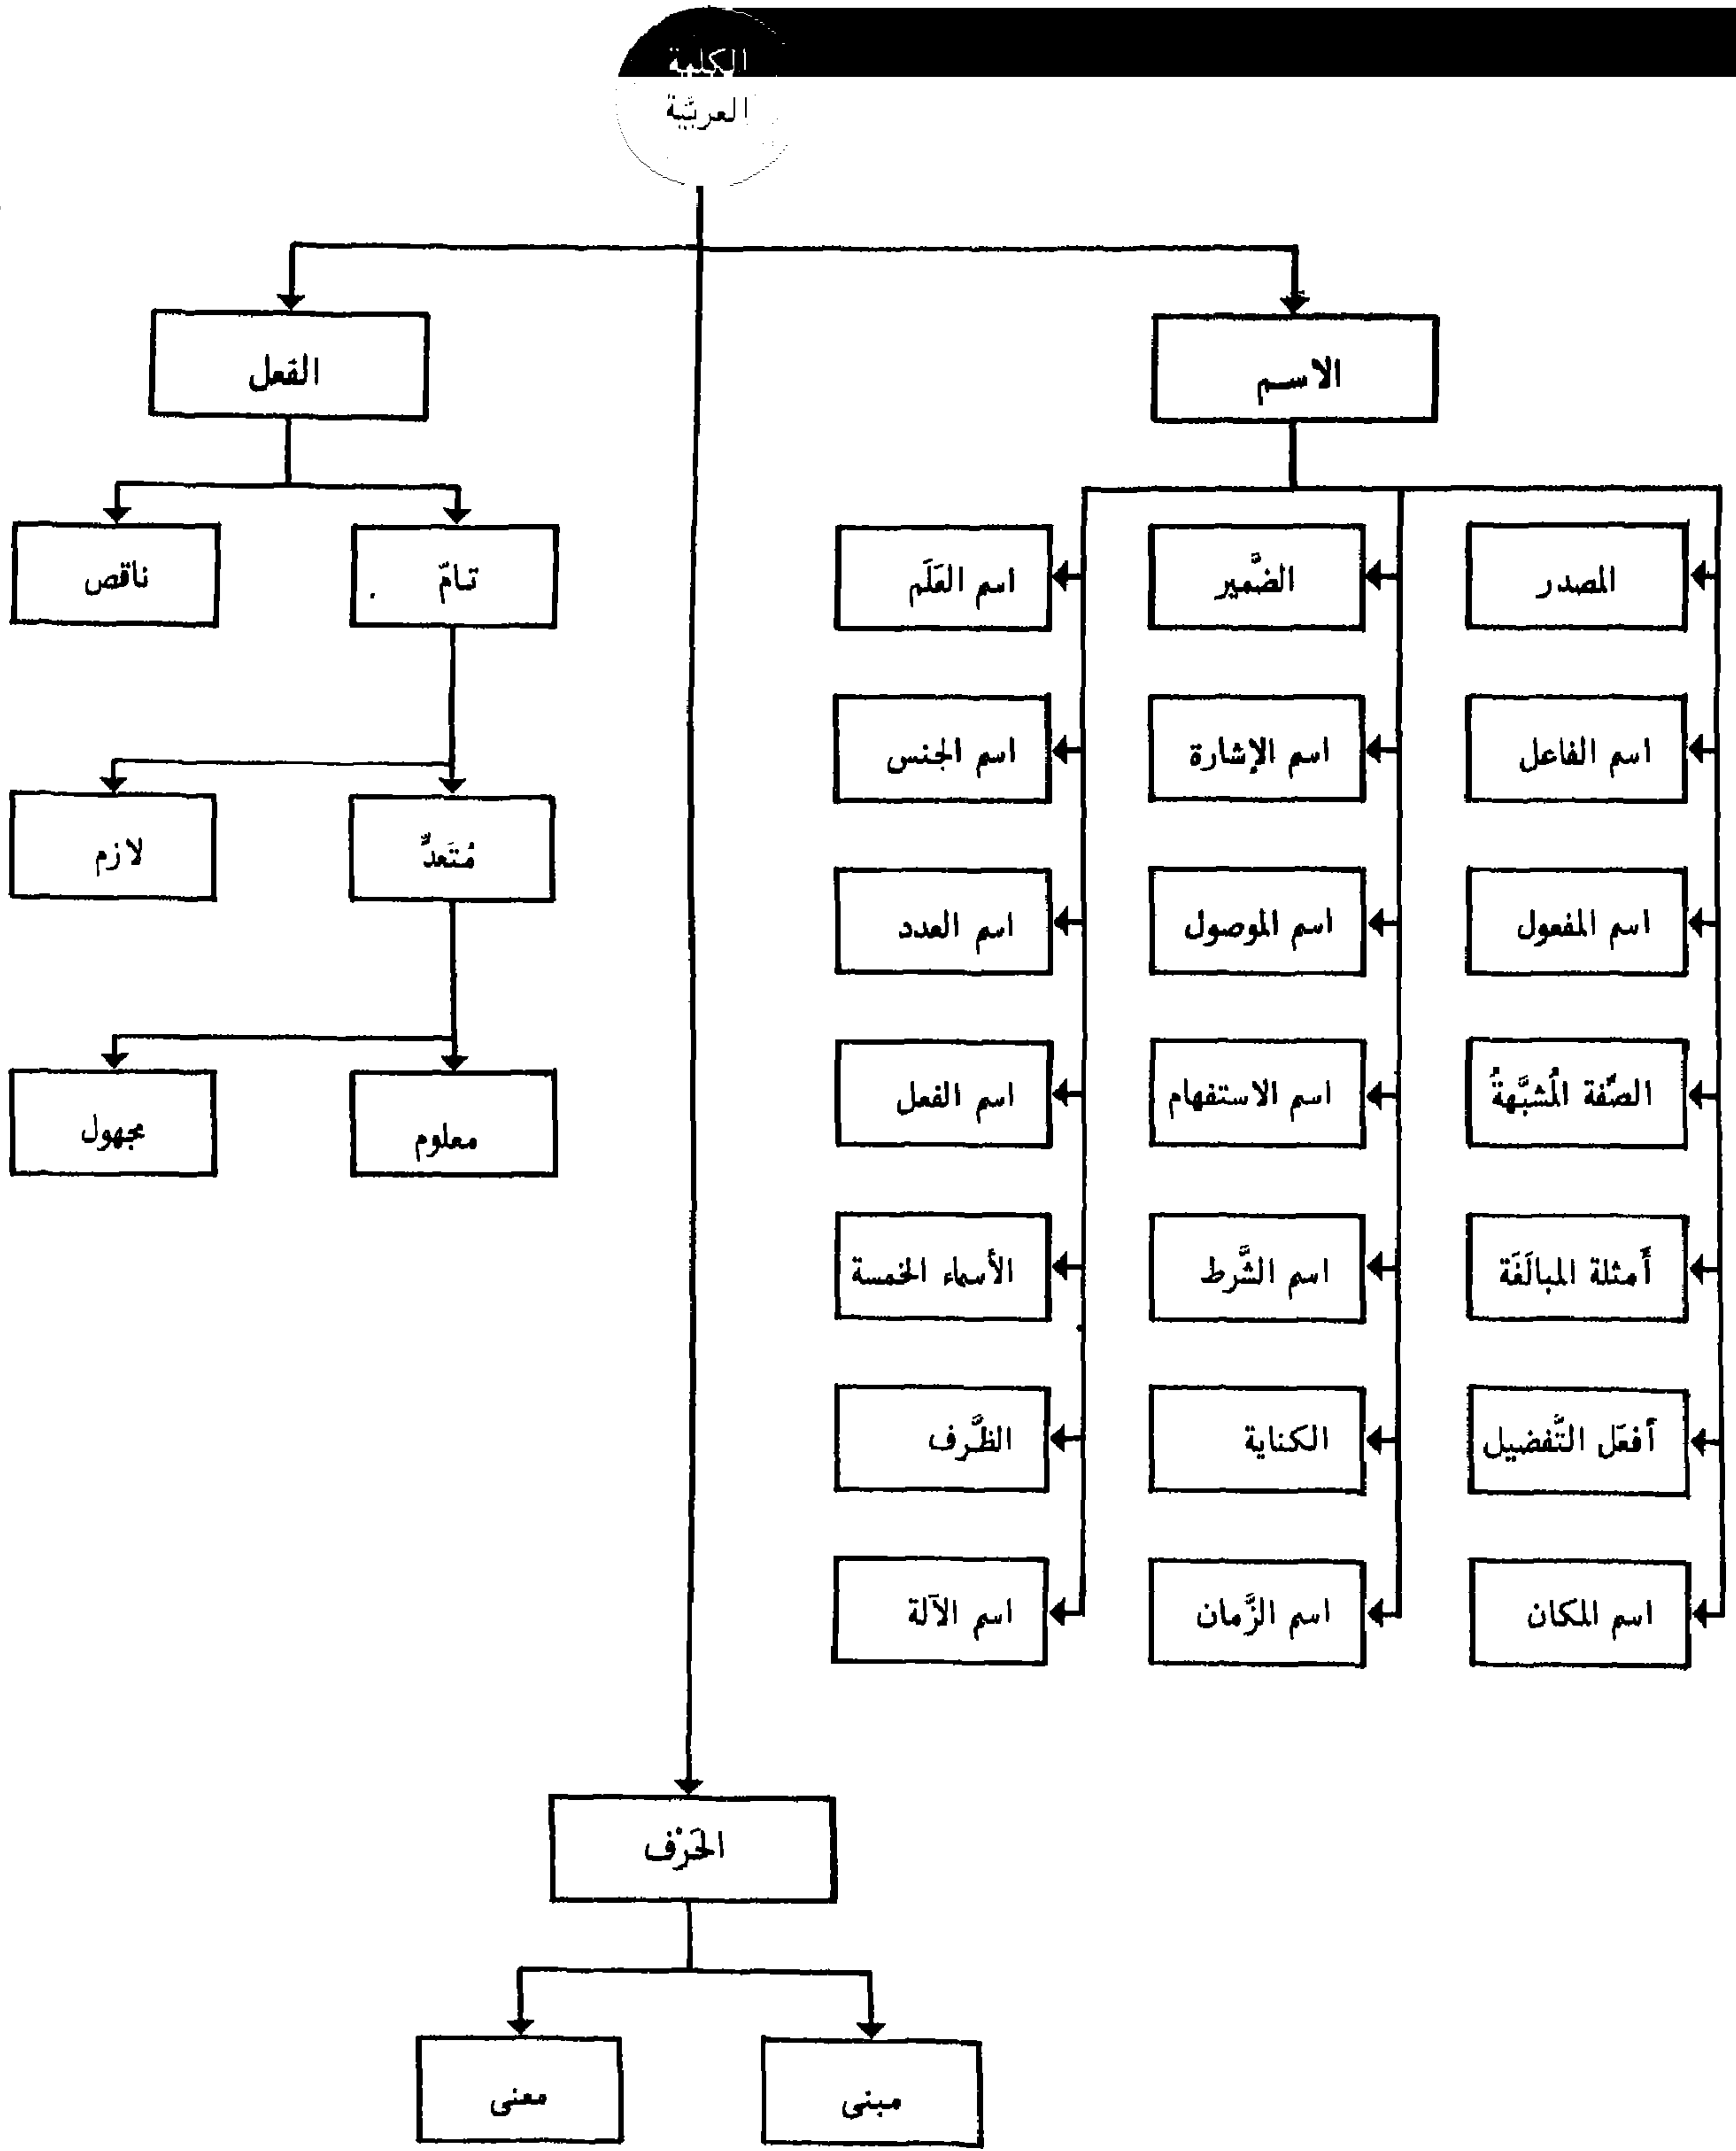 الكلمة
العربيّة
الاسم
الفعل
المصدر
الضَّمير
اسم العَلَم
تامّ
ناقص
اسم الفاعل
اسم الإشارة
اسم الجنس
اسم المفعول
اسم الموصول
اسم العدد
مُتَعدٍّ
لازم
الصِّفة المُشبَّهةُ
اسم الاستفهام
اسم الفعل
معلوم
مجهول
أَمثلة المبالَغَة
اسم الشَّرط
الأسماء الخمسة
أفعَل التَّفضيل
الكناية
الظَّرف
اسم المكان
اسم الزَّمان
اسم الآلة
الحَرْف
مبنى
معنى